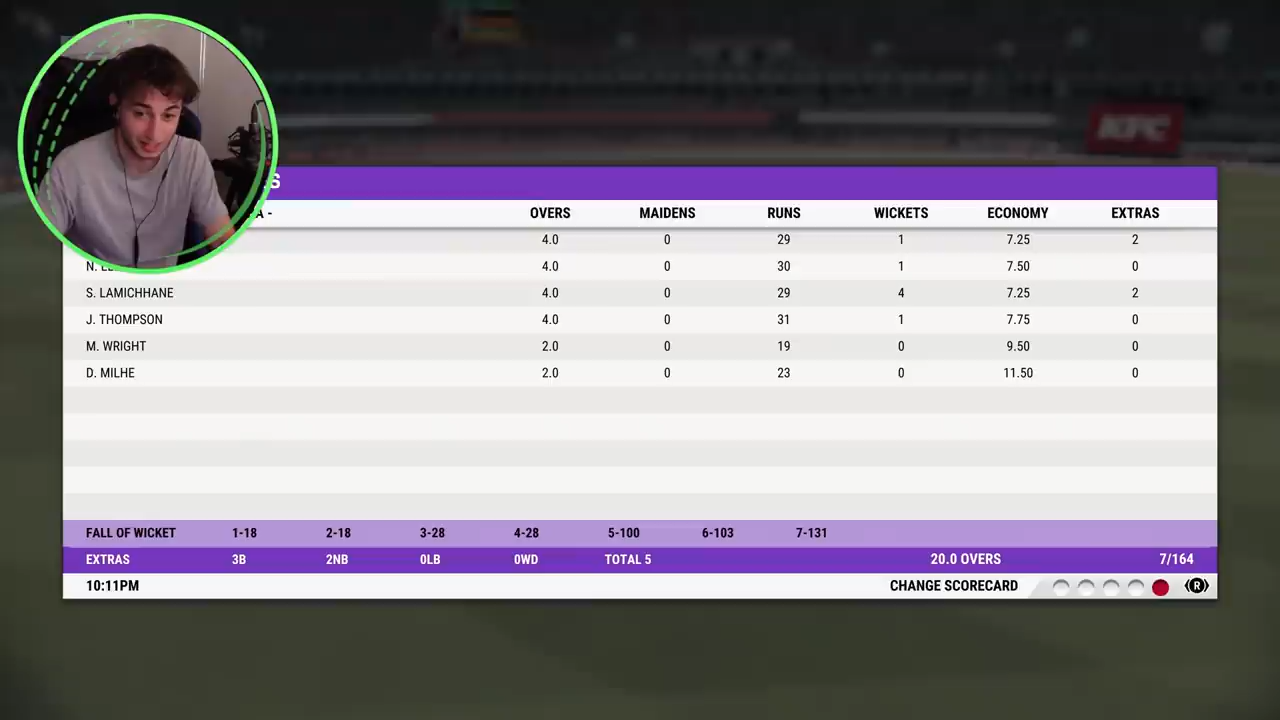 KFC
S
A -
OVERS MAIDENS RUNS WICKETS ECONOMY EXTRAS
4.0 0 29 1 7.25 2
N. 4.0 0 30 1 7.50 0
S. LAMICHHANE 4.0 0 29 4 7.25 2
J. THOMPSON 4.0 0 31 1 7.75 0
M. WRIGHT 2.0 0 19 0 9.50 0
D. MILHE 2.0 0 23 0 11.50 0
FALL OF WICKET 1-18 2-18 3-28 4-28 5-100 6-103 7-131
EXTRAS 3B 2NB 0LB 0WD TOTAL 5 20.0 OVERS 7/164
10:11PM CHANGE SCORECARD R